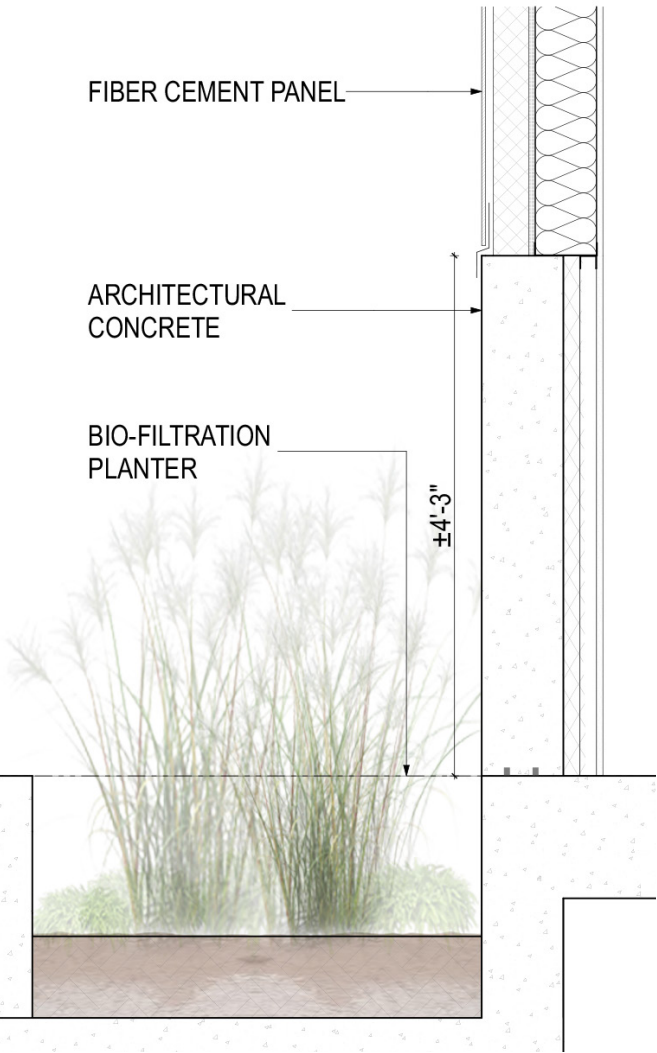 FIBER CEMENT PANEL
ARCHITECTURAL
CONCRETE
BIO-FILTRATION
PLANTER
±4'-3"